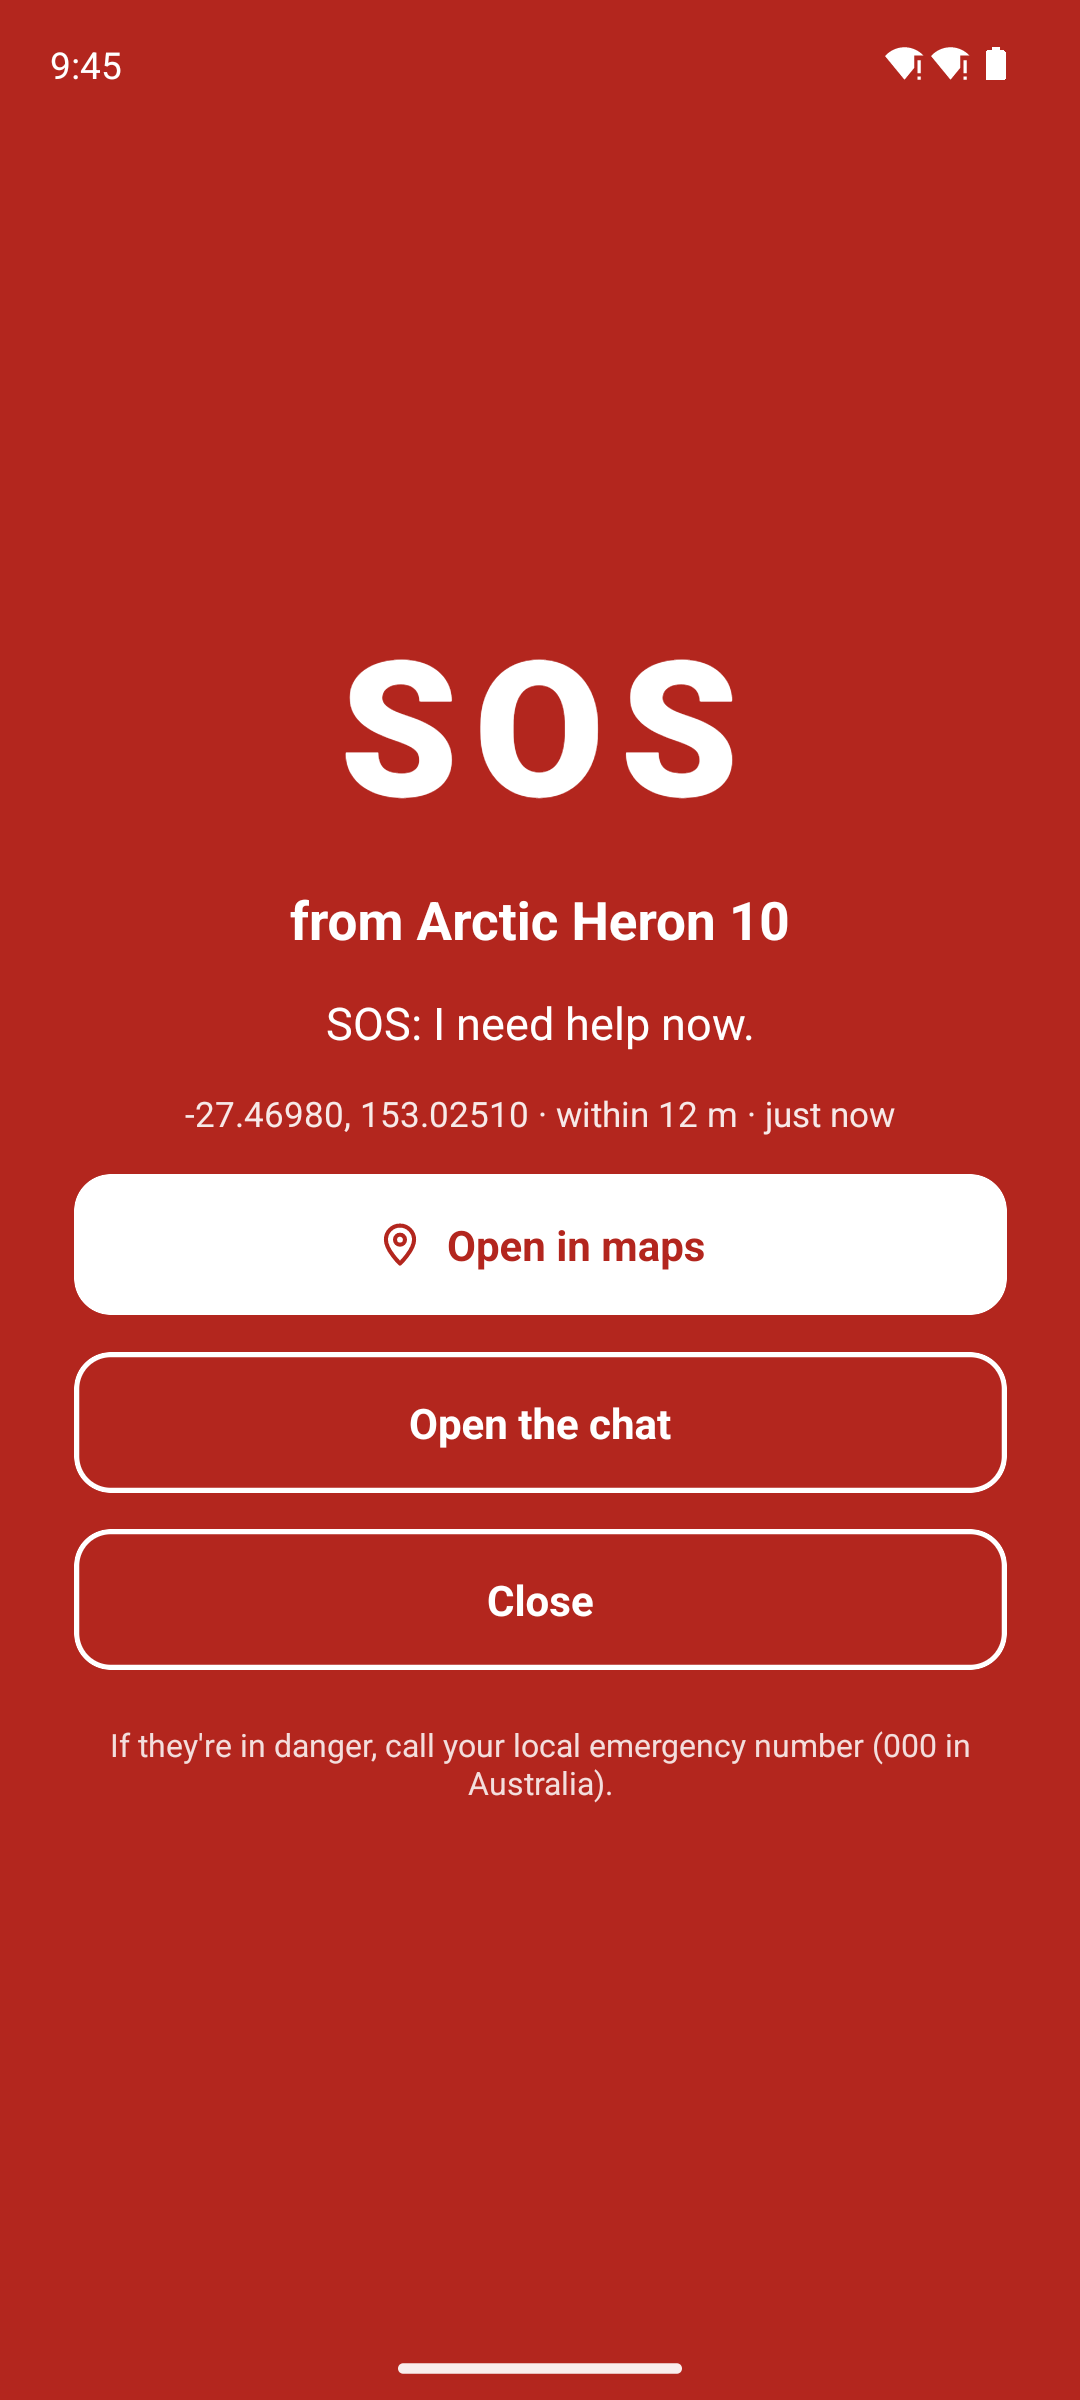 9:45
SOS
from Arctic Heron 10
SOS: I need help now.
-27.46980, 153.02510 · within 12 m · just now
Open in maps
Open the chat
Close
If they're in danger, call your local emergency number (000 in
Australia).